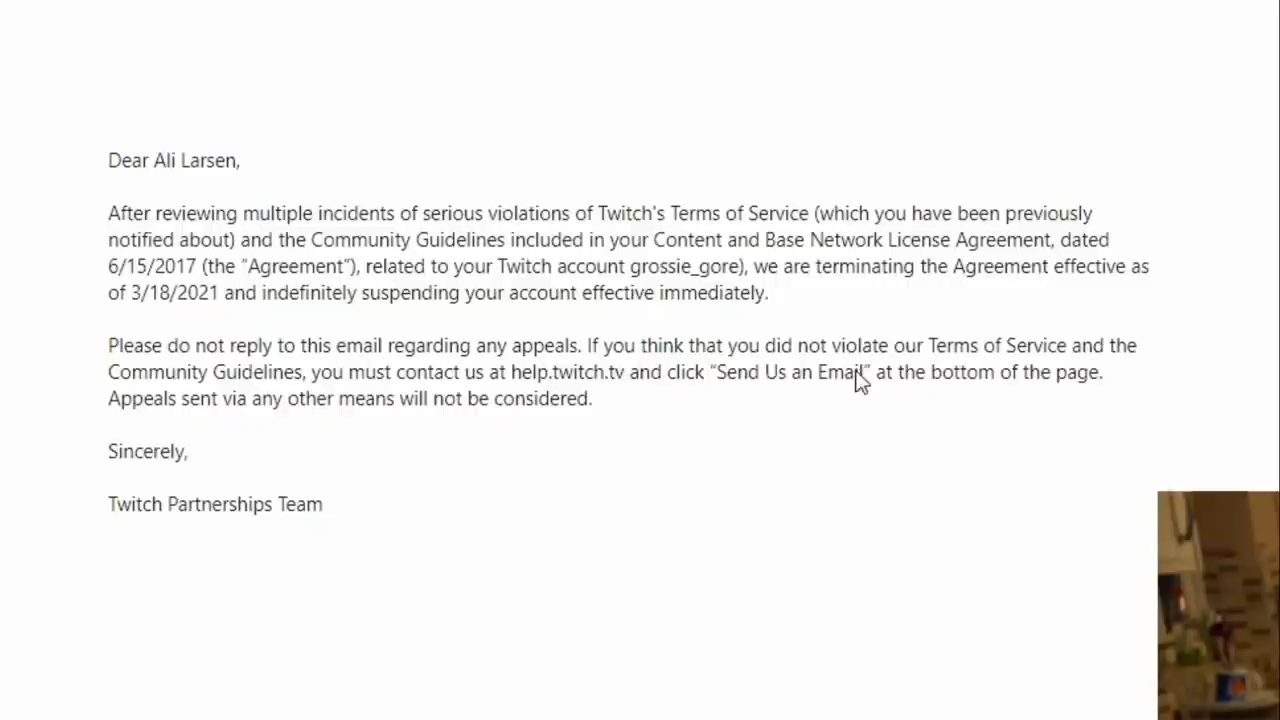 Dear Ali Larsen,
After reviewing multiple incidents of serious violations of Twitch's Terms of Service (which you have been previously
notified about) and the Community Guidelines included in your Content and Base Network License Agreement, dated
6/15/2017 (the “Agreement”), related to your Twitch account grossie_gore), we are terminating the Agreement effective as
of 3/18/2021 and indefinitely suspending your account effective immediately.
Please do not reply to this email regarding any appeals. If you think that you did not violate our Terms of Service and the
Community Guidelines, you must contact us at help.twitch.tv and click “Send Us an Email” at the bottom of the page.
Appeals sent via any other means will not be considered.
Sincerely,
Twitch Partnerships Team